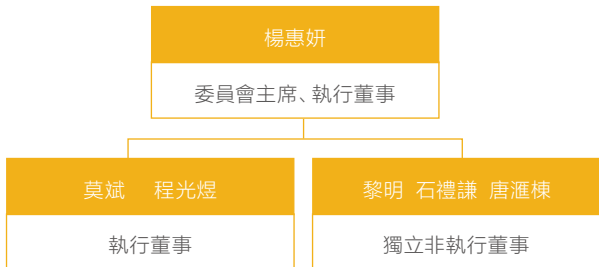 楊惠妍
委員會主席、執行董事
莫斌 程光煜
執行董事
黎明 石禮謙 唐滙棟
獨立非執行董事